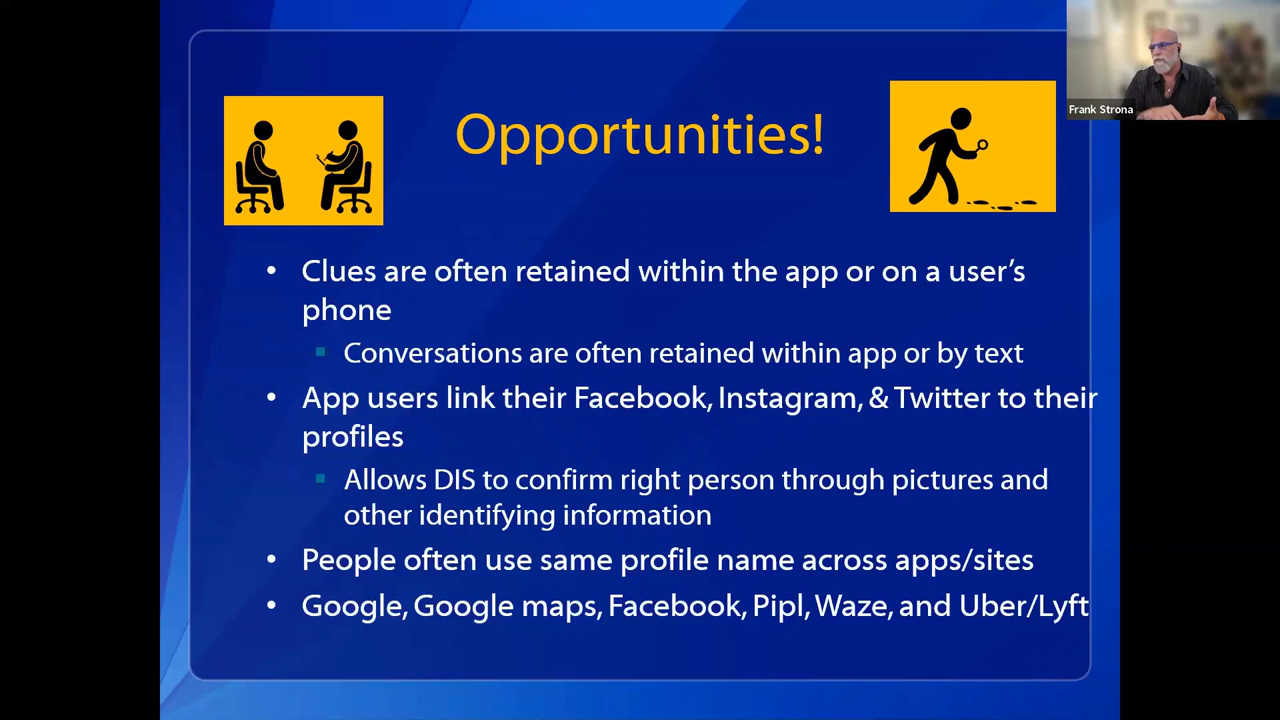 Frank Strona
Opportunities!
• Clues are often retained within the app or on a user’s
phone
▪ Conversations are often retained within app or by text
• App users link their Facebook, Instagram, & Twitter to their
profiles
▪ Allows DIS to confirm right person through pictures and
other identifying information
• People often use same profile name across apps/sites
• Google, Google maps, Facebook, Pipl, Waze, and Uber/Lyft